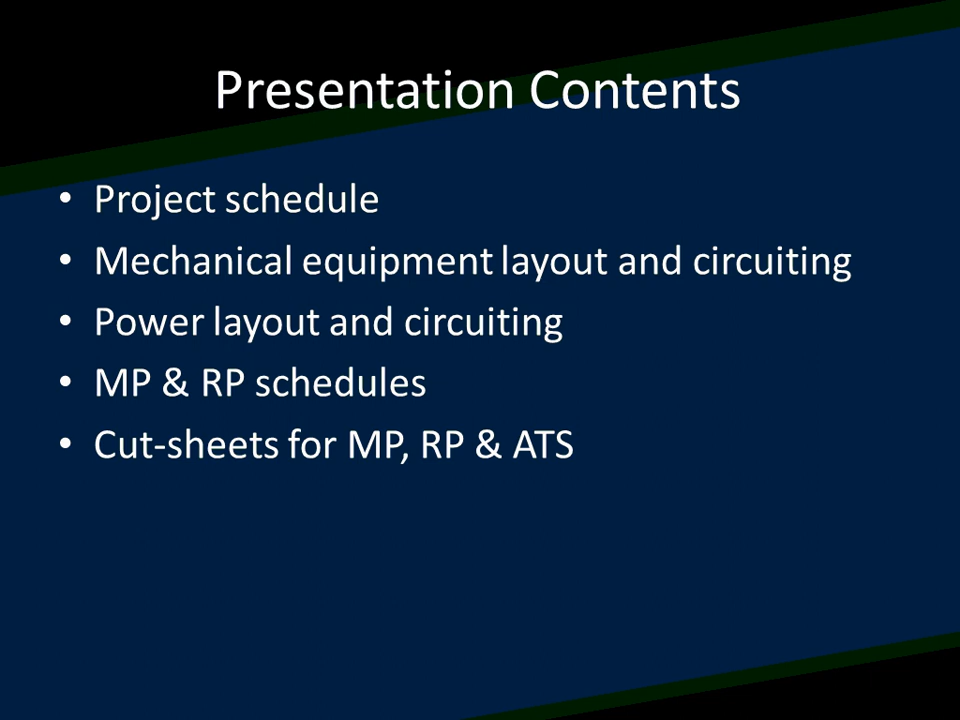 Presentation Contents
• Project schedule
• Mechanical equipment layout and circuiting
• Power layout and circuiting
• MP & RP schedules
• Cut-sheets for MP, RP & ATS